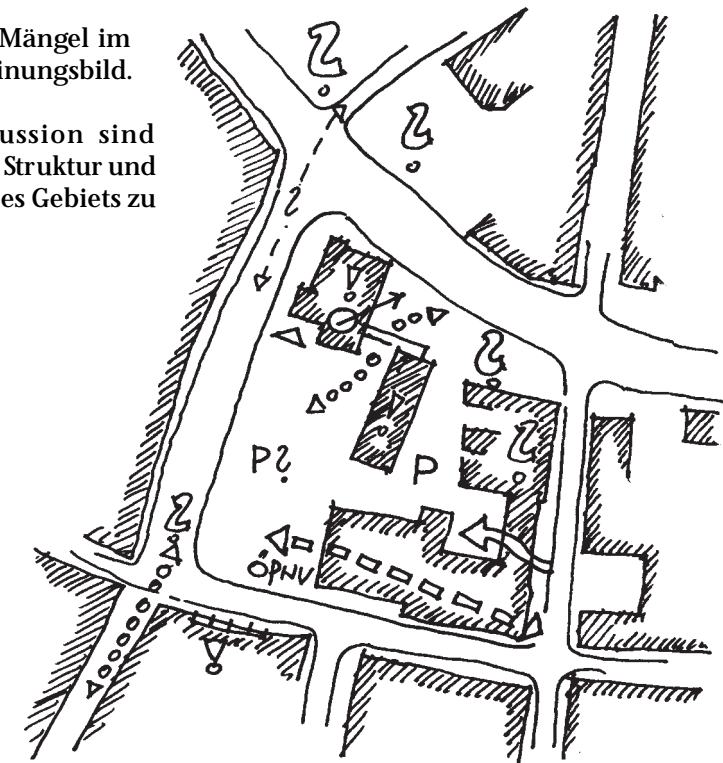 Mängel im
inungsbild.
ussion sind
Struktur und
es Gebiets zu
?
?
?
?
?
P?
P
ÖPNV
?